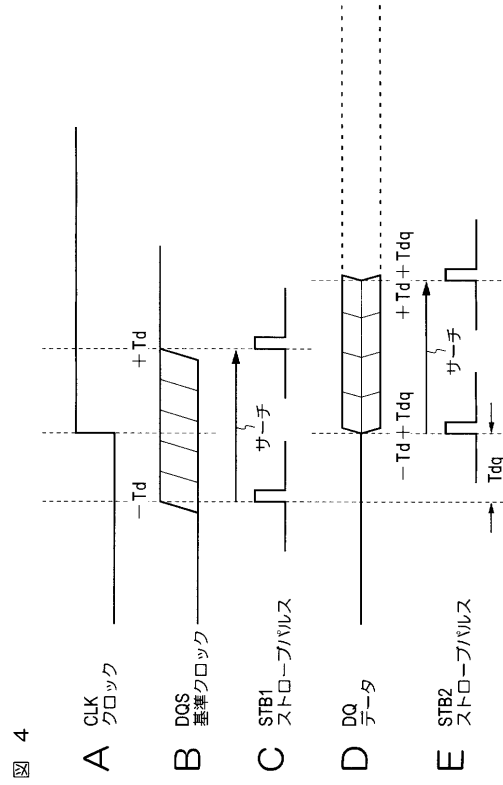 図 4
A CLK
クロック
B DQS
基準クロック
−Td
+Td
C STB1
ストローブパルス
サーチ
D DQ
データ
−Td+Tdq
+Td+Tdq
E STB2
ストローブパルス
サーチ
Tdq